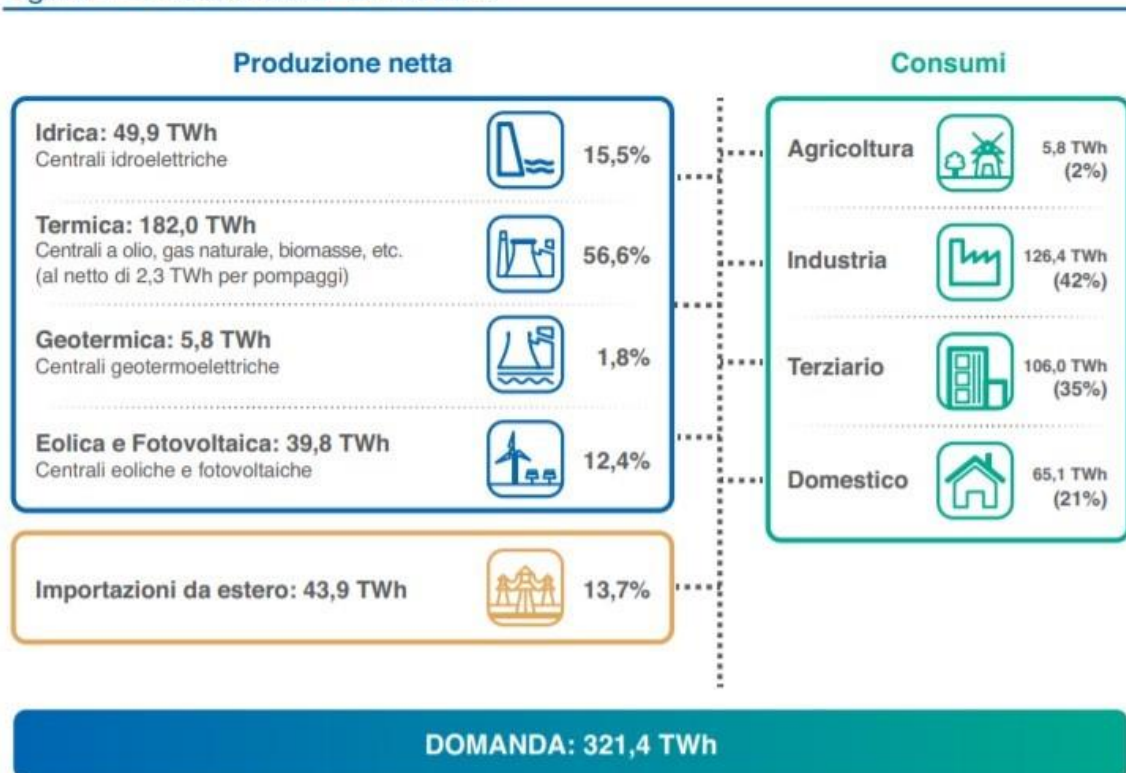 Produzione netta
Idrica: 49,9 TWh
Centrali idroelettriche
15,5%
Termica: 182,0 TWh
Centrali a olio, gas naturale, biomasse, etc.
(al netto di 2,3 TWh per pompaggi)
56,6%
Geotermica: 5,8 TWh
Centrali geotermoelettriche
1,8%
Eolica e Fotovoltaica: 39,8 TWh
Centrali eoliche e fotovoltaiche
12,4%
Importazioni da estero: 43,9 TWh
13,7%
Consumi
Agricoltura
5,8 TWh
(2%)
Industria
126,4 TWh
(42%)
Terziario
106,0 TWh
(35%)
Domestico
65,1 TWh
(21%)
DOMANDA: 321,4 TWh